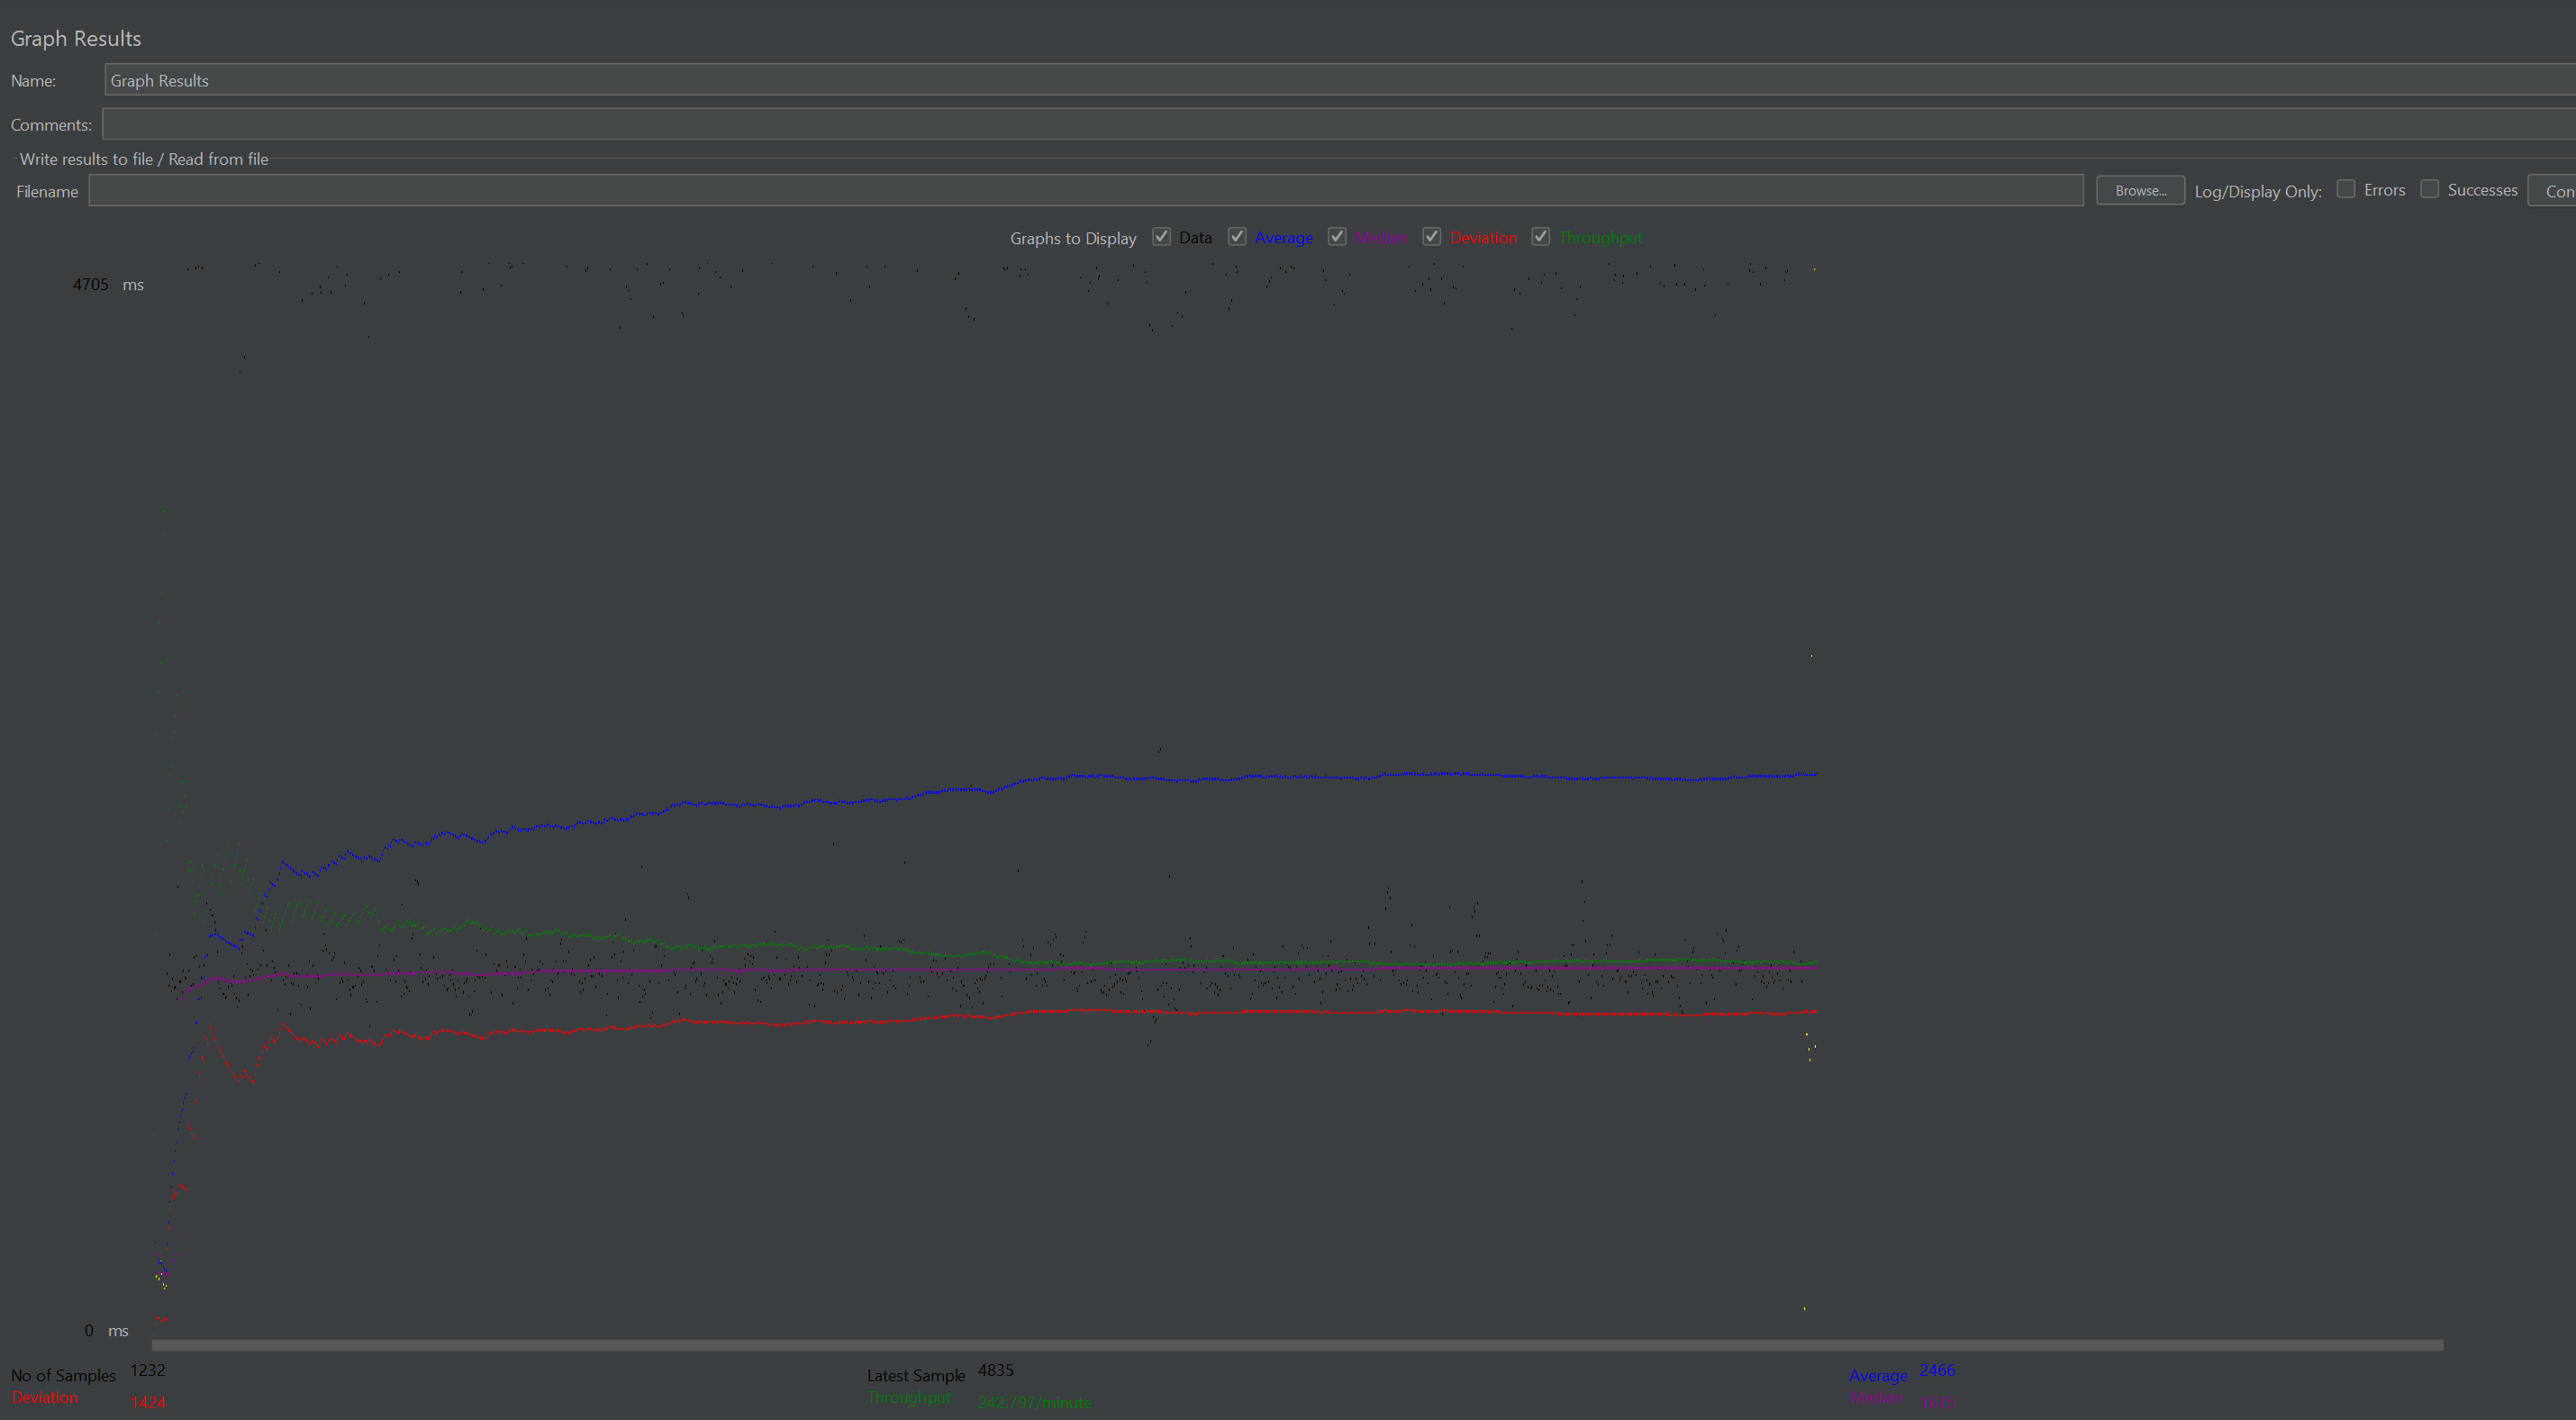 Graph Results
Name: Graph Results
Comments:
Write results to file / Read from file
Filename Browse... Log/Display Only: Errors Successes Con
Graphs to Display Data Average Median Deviation Throughput
4705 ms
0 ms
No of Samples 1232 Latest Sample 4835 Average 2466
Deviation 1424 Throughput 242.797/minute Median